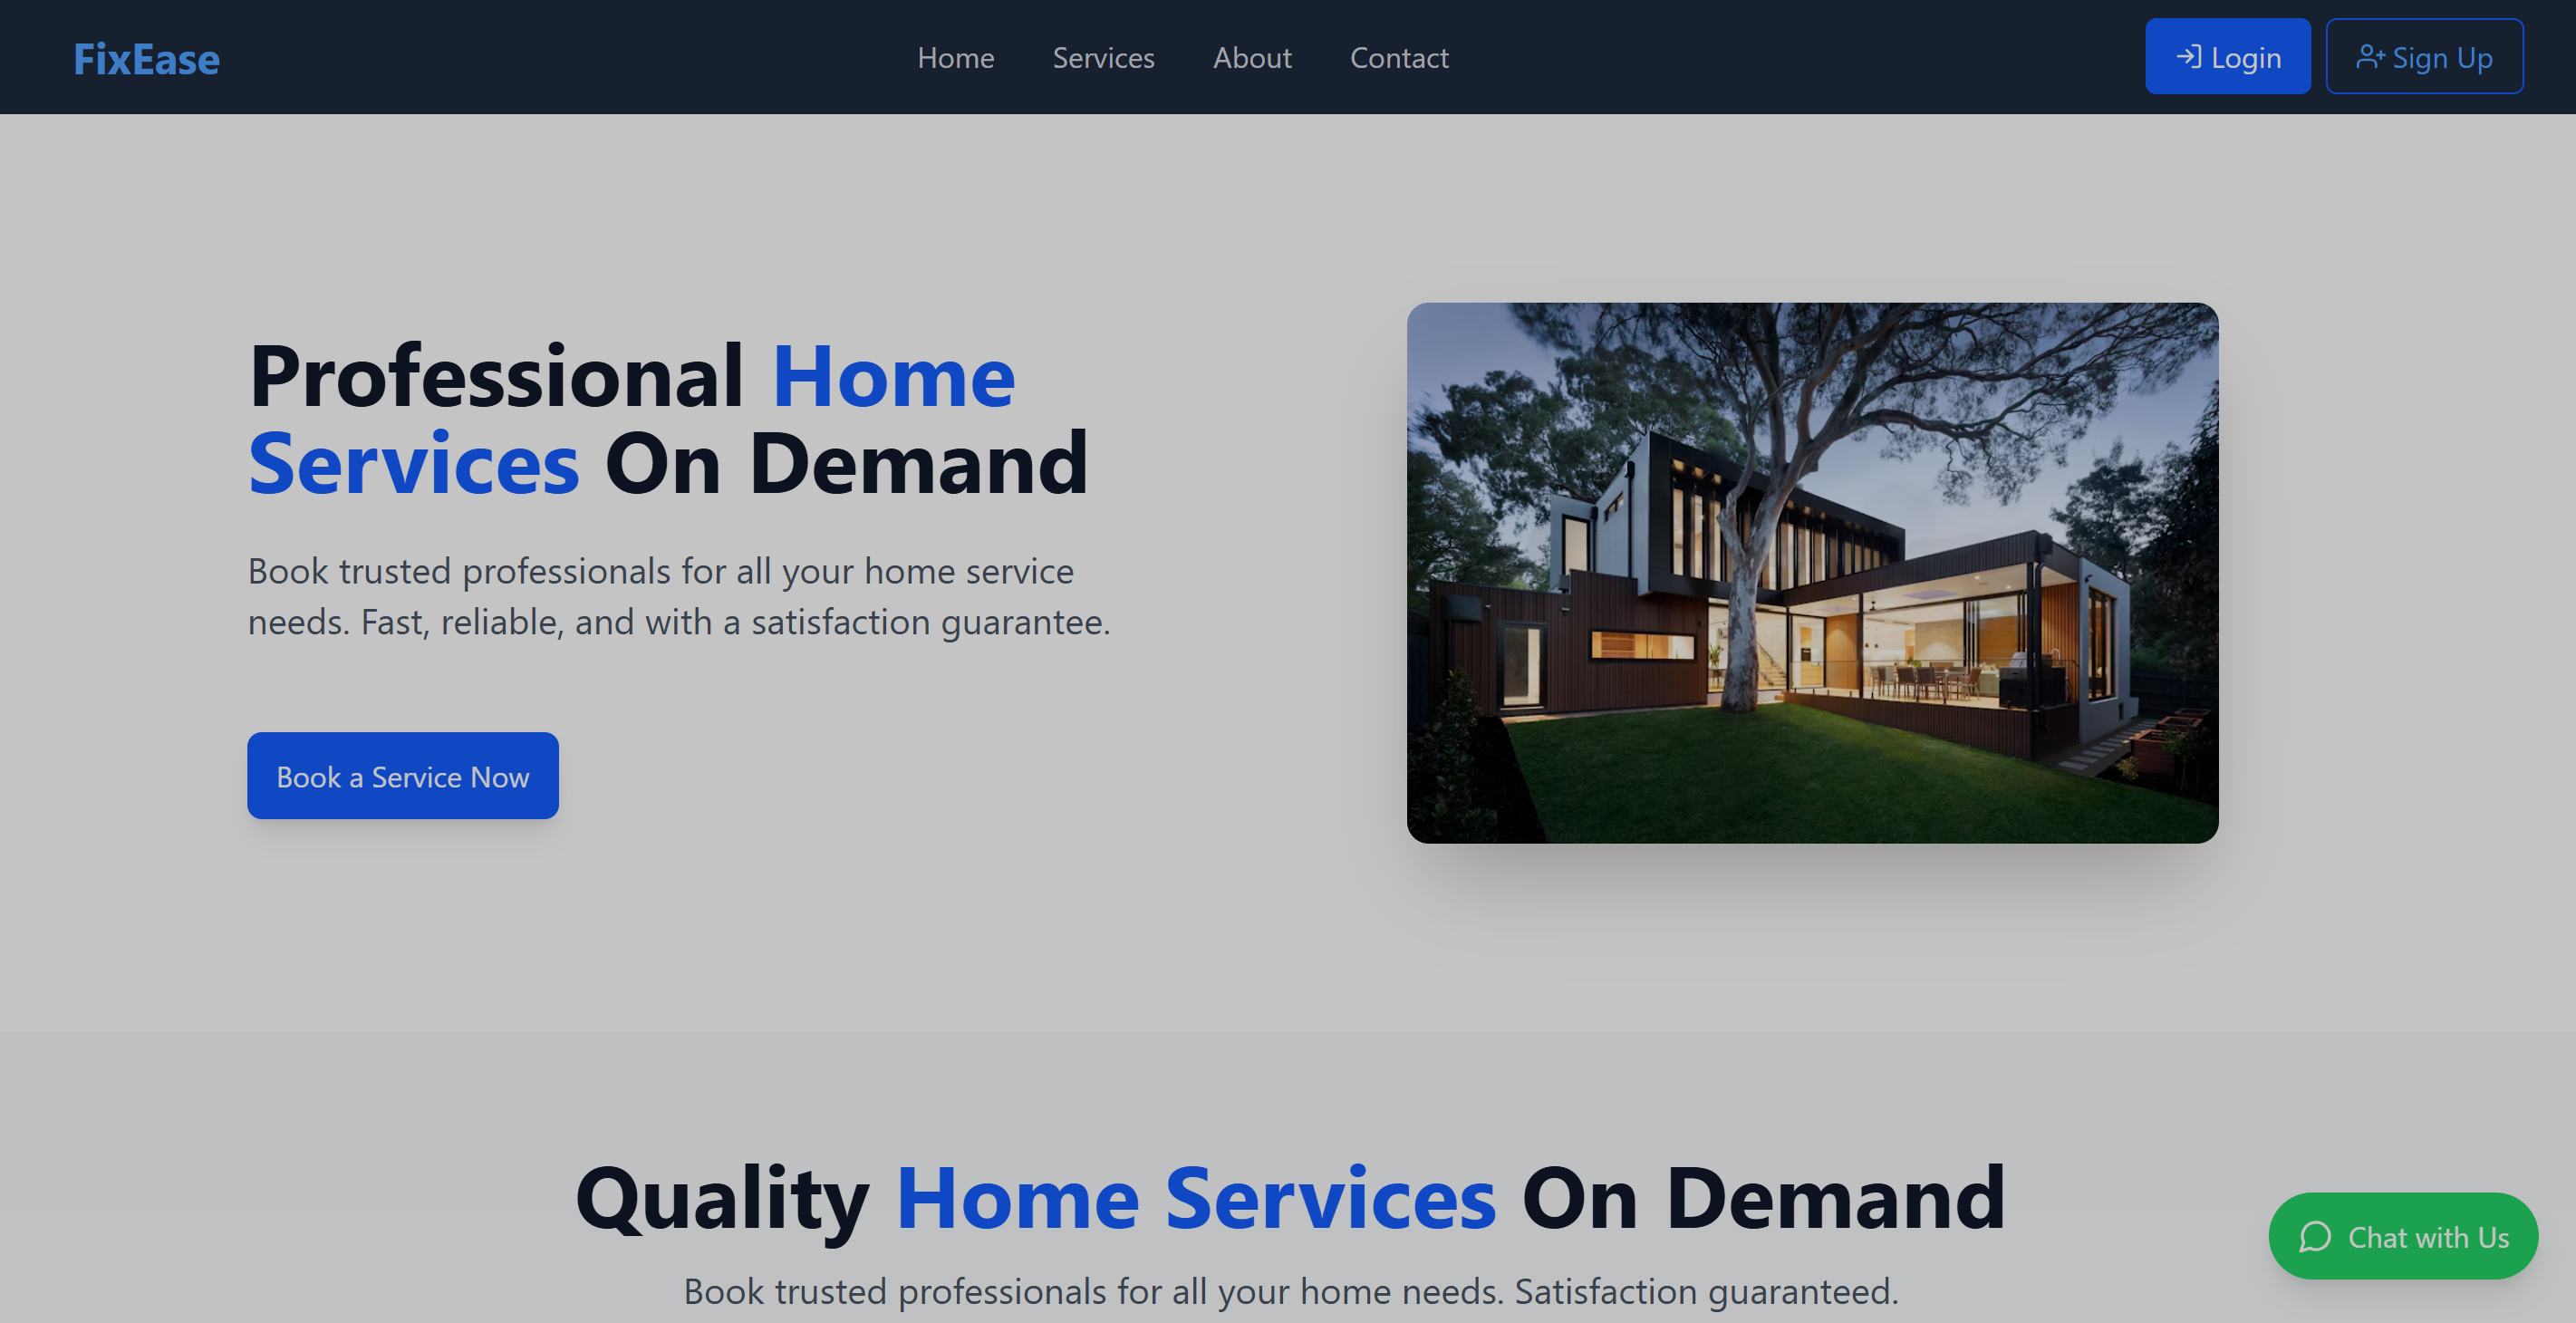 FixEase
Home
Services
About
Contact
Login
Sign Up
Professional Home
Services On Demand
Book trusted professionals for all your home service
needs. Fast, reliable, and with a satisfaction guarantee.
Book a Service Now
Quality Home Services On Demand
Book trusted professionals for all your home needs. Satisfaction guaranteed.
Chat with Us